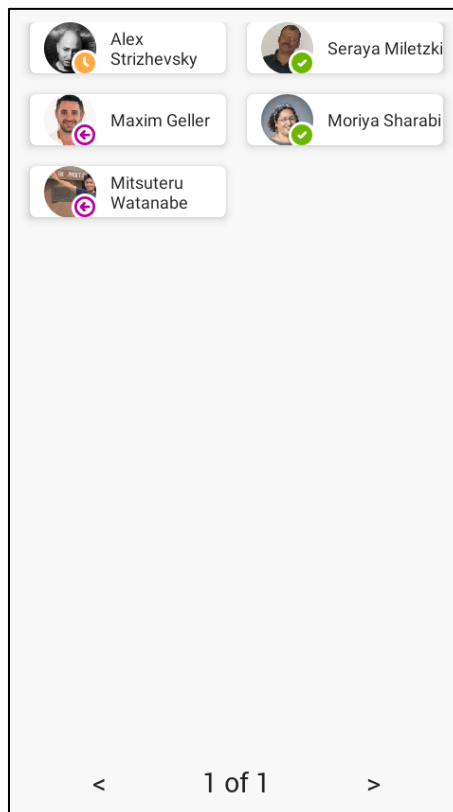 Alex
Strizhevsky
Seraya Miletzki
Maxim Geller
Moriya Sharabi
Mitsuteru
Watanabe
< 1 of 1 >